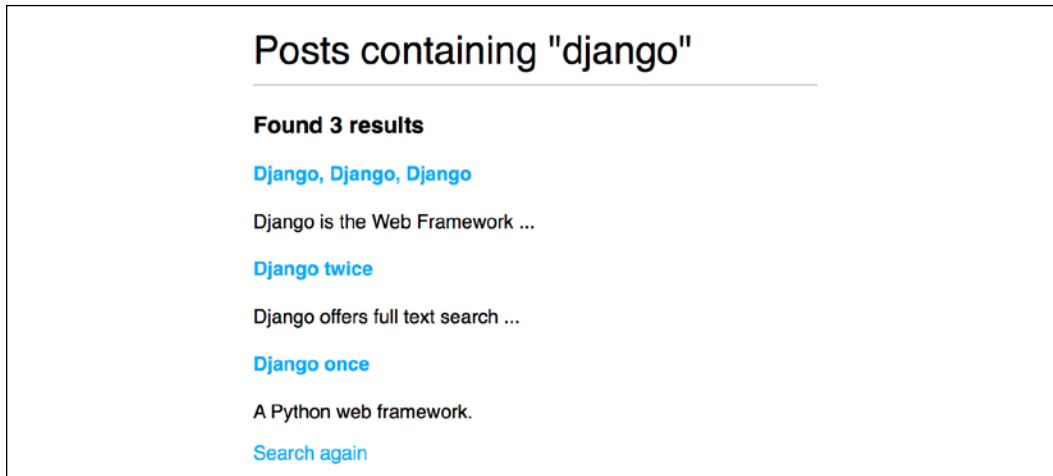 Posts containing "django"
Found 3 results
Django, Django, Django
Django is the Web Framework ...
Django twice
Django offers full text search ...
Django once
A Python web framework.
Search again